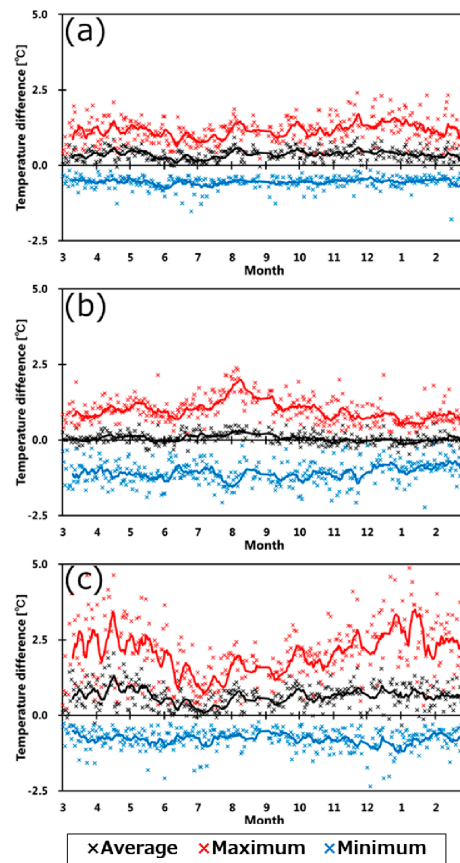 (a)
Temperature difference [℃]
5.0
2.5
0.0
-2.5
3 4 5 6 7 8 9 10 11 12 1 2
Month
(b)
Temperature difference [℃]
5.0
2.5
0.0
-2.5
3 4 5 6 7 8 9 10 11 12 1 2
Month
(c)
Temperature difference [℃]
5.0
2.5
0.0
-2.5
3 4 5 6 7 8 9 10 11 12 1 2
Month
×Average ×Maximum ×Minimum